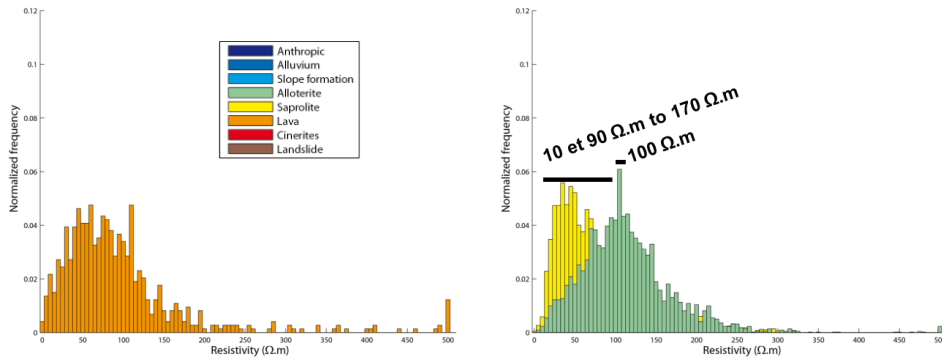 0.12
0.1
0.08
0.06
0.04
0.02
0
Normalized frequency
0 50 100 150 200 250 300 350 400 450 500
Resistivity (Ω.m)
Anthropic
Alluvium
Slope formation
Alloterite
Saprolite
Lava
Cinerites
Landslide
0.12
0.1
0.08
0.06
0.04
0.02
0
Normalized frequency
10 et 90 Ω.m to 170 Ω.m
100 Ω.m
0 50 100 150 200 250 300 350 400 450 500
Resistivity (Ω.m)